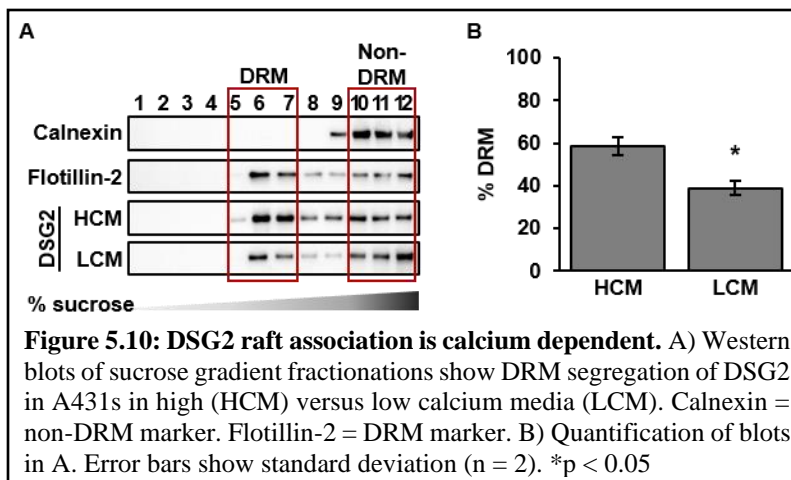 A
Non-
DRM
DRM
1 2 3 4 5 6 7 8 9 10 11 12
Calnexin
Flotillin-2
DSG2
HCM
LCM
% sucrose
B
100
80
60
40
20
0
% DRM
*
HCM LCM
Figure 5.10: DSG2 raft association is calcium dependent. A) Western
blots of sucrose gradient fractionations show DRM segregation of DSG2
in A431s in high (HCM) versus low calcium media (LCM). Calnexin =
non-DRM marker. Flotillin-2 = DRM marker. B) Quantification of blots
in A. Error bars show standard deviation (n = 2). *p < 0.05